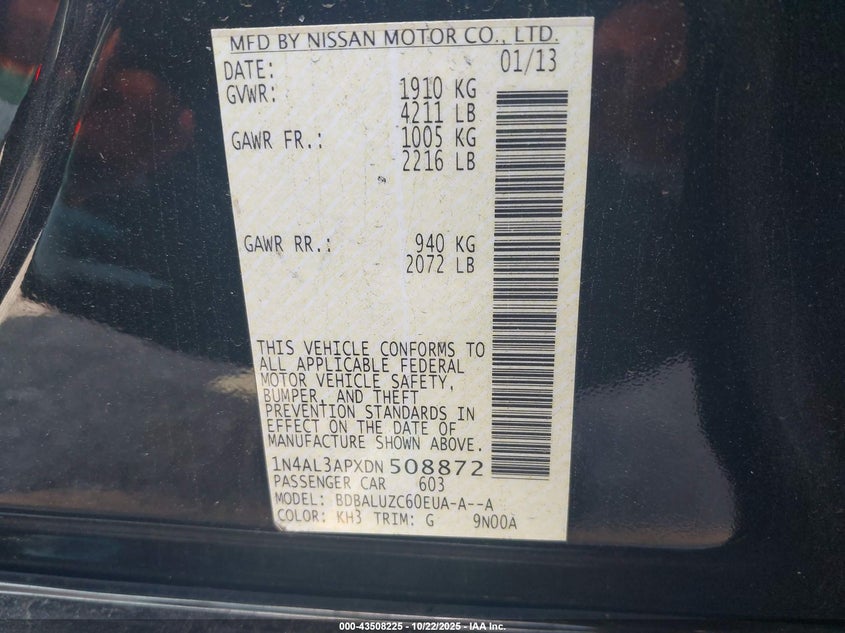 MFD BY NISSAN MOTOR CO., LTD.
DATE: 01/13
GVWR: 1910 KG
4211 LB
GAWR FR.: 1005 KG
2216 LB
GAWR RR.: 940 KG
2072 LB
THIS VEHICLE CONFORMS TO
ALL APPLICABLE FEDERAL
MOTOR VEHICLE SAFETY,
BUMPER, AND THEFT
PREVENTION STANDARDS IN
EFFECT ON THE DATE OF
MANUFACTURE SHOWN ABOVE.
1N4AL3APXDN 508872
PASSENGER CAR 603
MODEL: BDBALUZC60EUA-A--A
COLOR: KH3 TRIM: G 9N00A
000-43508225 - 10/22/2025 - IAA Inc.